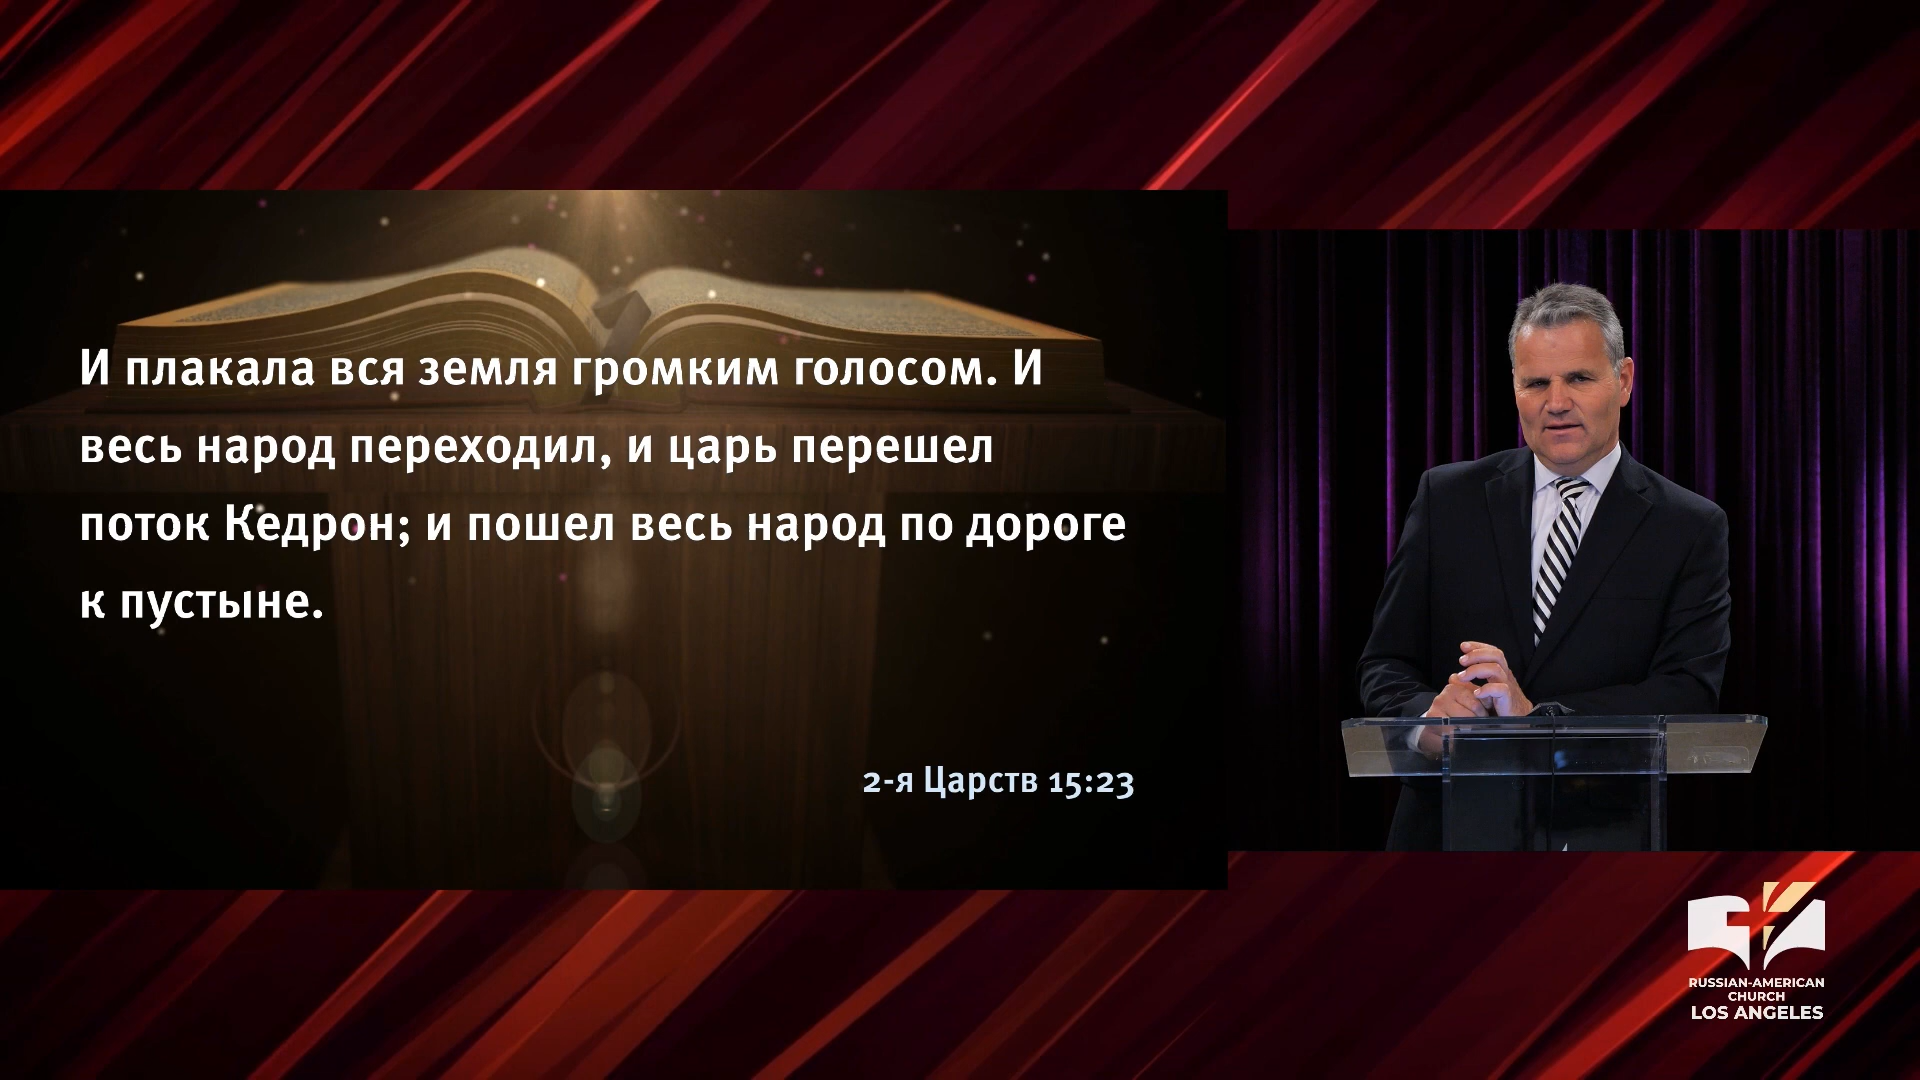 И плакала вся земля громким голосом. И
весь народ переходил, и царь перешел
поток Кедрон; и пошел весь народ по дороге
к пустыне.
2-я Царств 15:23
RUSSIAN-AMERICAN
CHURCH
LOS ANGELES